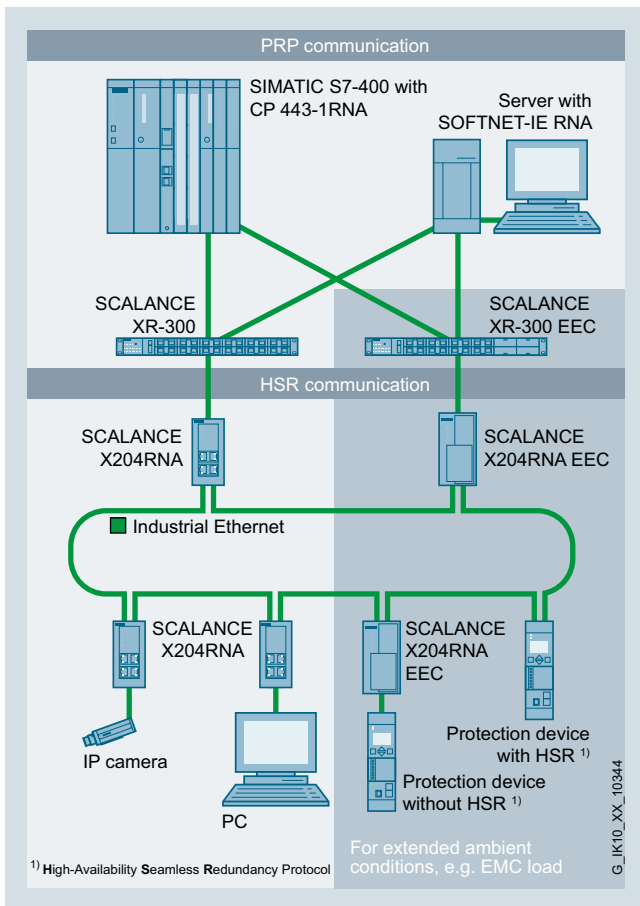 PRP communication
SIMATIC S7-400 with
CP 443-1RNA
Server with
SOFTNET-IE RNA
SCALANCE
XR-300
SCALANCE
XR-300 EEC
HSR communication
SCALANCE
X204RNA
SCALANCE
X204RNA EEC
Industrial Ethernet
SCALANCE
X204RNA
SCALANCE
X204RNA
EEC
IP camera
PC
Protection device
with HSR 1)
Protection device
without HSR 1)
For extended ambient
conditions, e.g. EMC load
1) High-Availability Seamless Redundancy Protocol
G_IK10_XX_10344